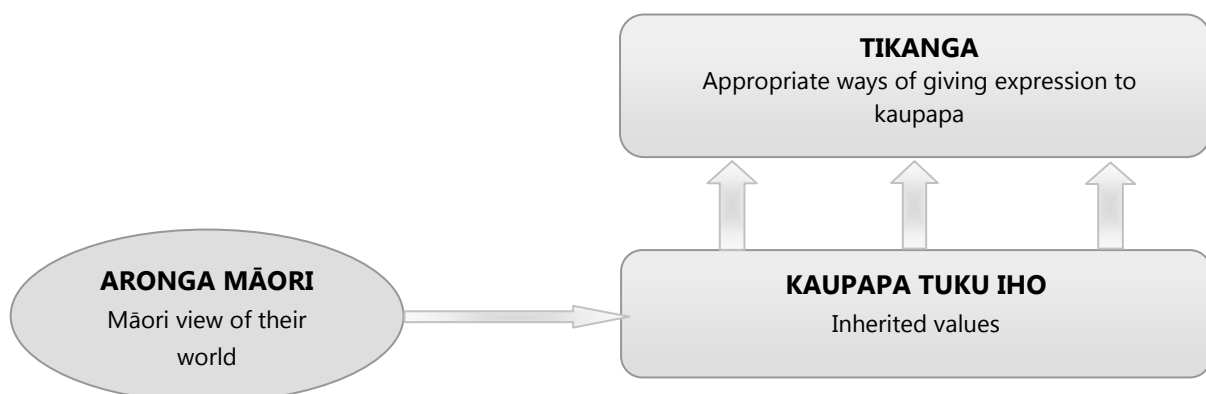 TIKANGA
Appropriate ways of giving expression to
kaupapa
ARONGA MĀORI
Māori view of their
world
KAUPAPA TUKU IHO
Inherited values